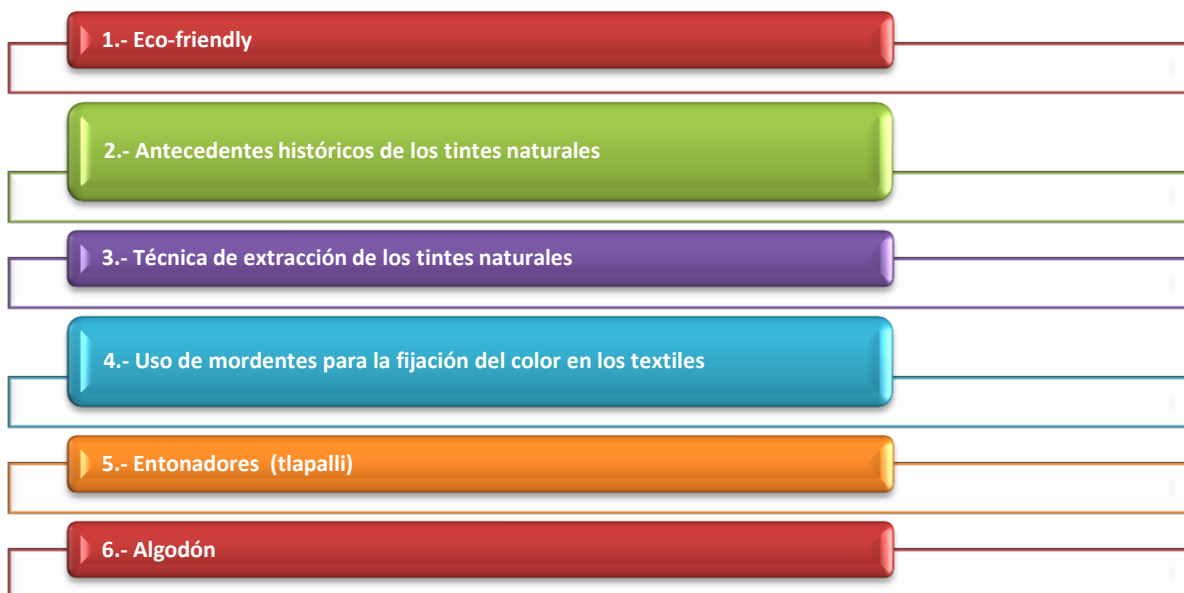 1.- Eco-friendly
2.- Antecedentes históricos de los tintes naturales
3.- Técnica de extracción de los tintes naturales
4.- Uso de mordentes para la fijación del color en los textiles
5.- Entonadores (tlapalli)
6.- Algodón